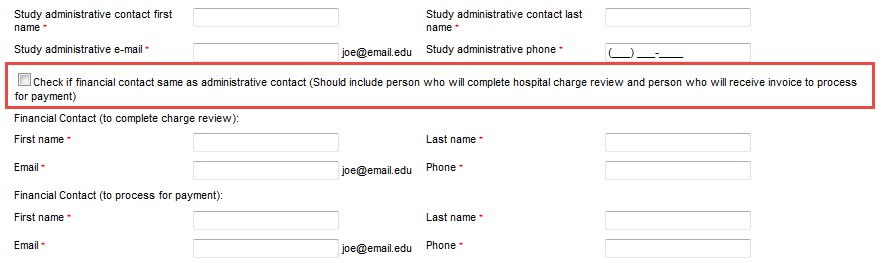 Study administrative contact first name * Study administrative contact last name *
Study administrative e-mail * joe@email.edu Study administrative phone * (___) ___-____
Check if financial contact same as administrative contact (Should include person who will complete hospital charge review and person who will receive invoice to process
for payment)
Financial Contact (to complete charge review):
First name * Last name *
Email * joe@email.edu Phone *
Financial Contact (to process for payment):
First name * Last name *
Email * joe@email.edu Phone *